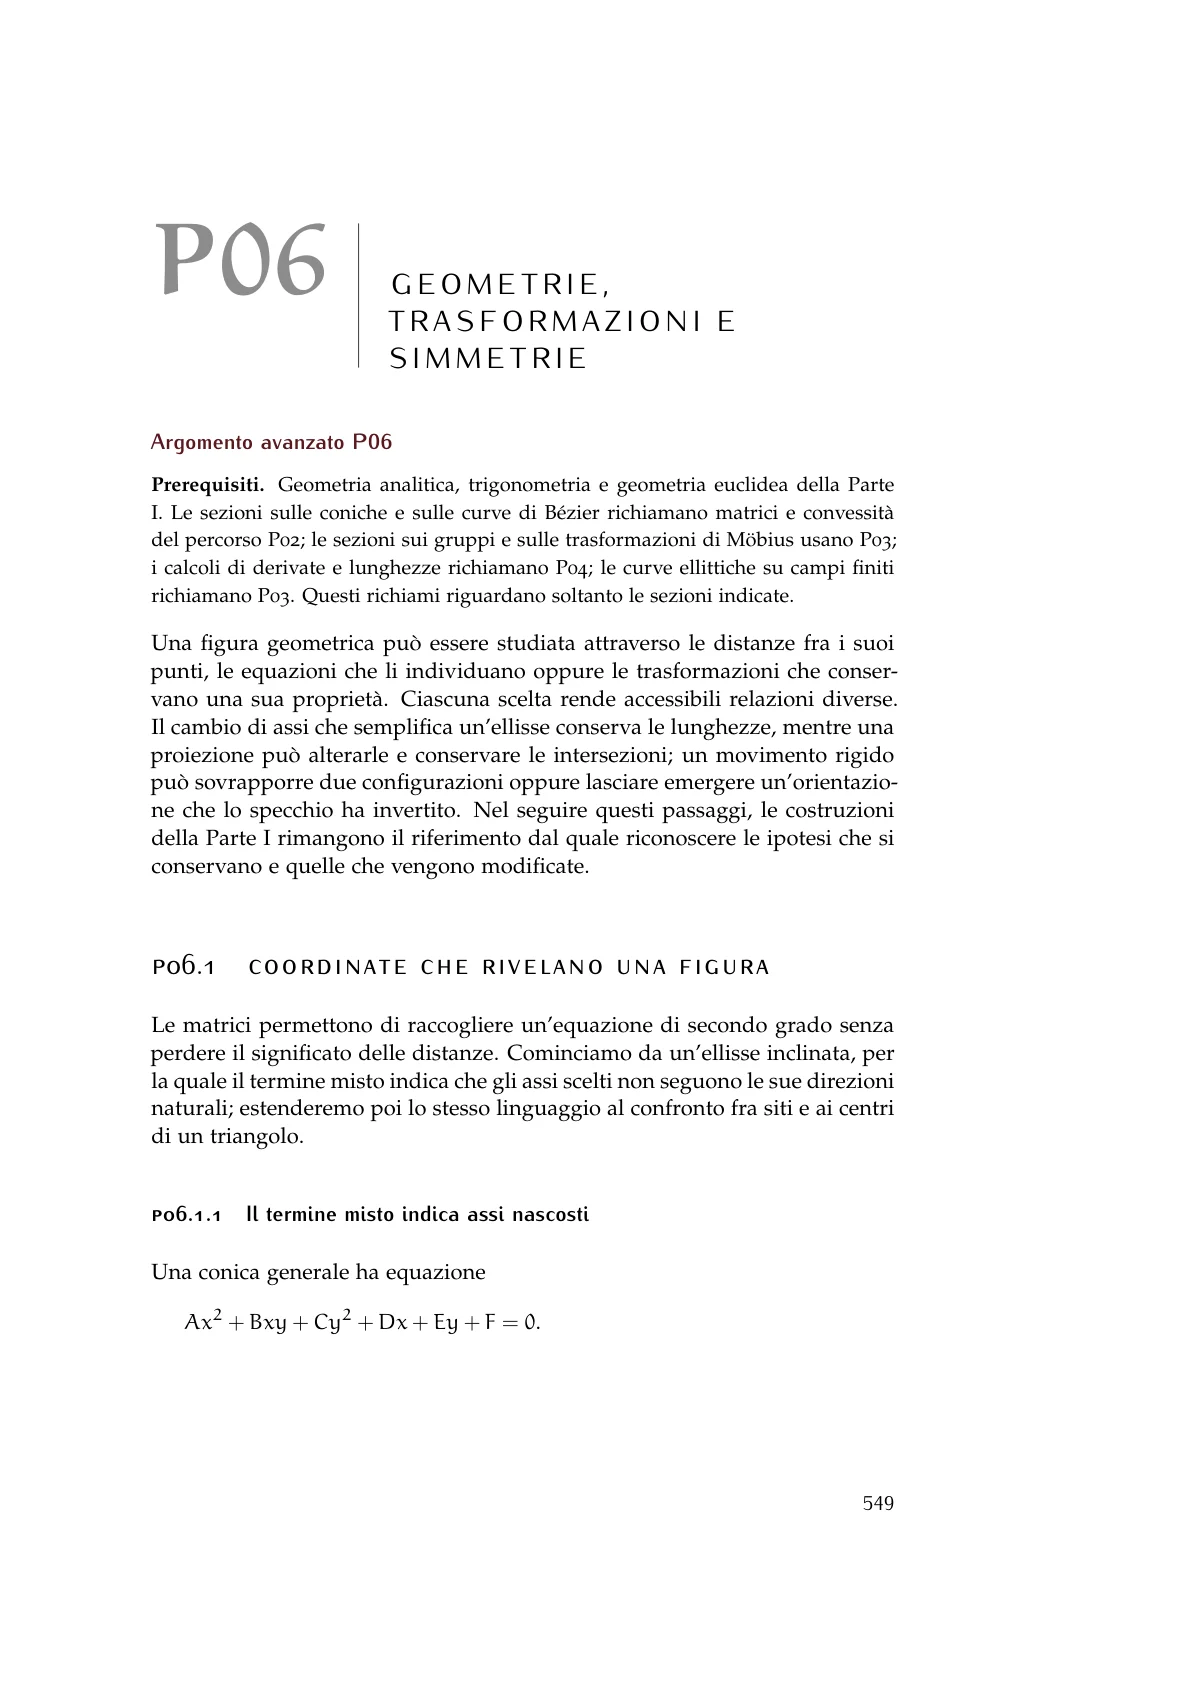 P06
GEOMETRIE,
TRASFORMAZIONI E
SIMMETRIE
Argomento avanzato P06
Prerequisiti. Geometria analitica, trigonometria e geometria euclidea della Parte
I. Le sezioni sulle coniche e sulle curve di Bézier richiamano matrici e convessità
del percorso P02; le sezioni sui gruppi e sulle trasformazioni di Möbius usano P03;
i calcoli di derivate e lunghezze richiamano P04; le curve ellittiche su campi finiti
richiamano P03. Questi richiami riguardano soltanto le sezioni indicate.
Una figura geometrica può essere studiata attraverso le distanze fra i suoi
punti, le equazioni che li individuano oppure le trasformazioni che conser-
vano una sua proprietà. Ciascuna scelta rende accessibili relazioni diverse.
Il cambio di assi che semplifica un'ellisse conserva le lunghezze, mentre una
proiezione può alterarle e conservare le intersezioni; un movimento rigido
può sovrapporre due configurazioni oppure lasciare emergere un'orientazio-
ne che lo specchio ha invertito. Nel seguire questi passaggi, le costruzioni
della Parte I rimangono il riferimento dal quale riconoscere le ipotesi che si
conservano e quelle che vengono modificate.
P06.1 COORDINATE CHE RIVELANO UNA FIGURA
Le matrici permettono di raccogliere un'equazione di secondo grado senza
perdere il significato delle distanze. Cominciamo da un'ellisse inclinata, per
la quale il termine misto indica che gli assi scelti non seguono le sue direzioni
naturali; estenderemo poi lo stesso linguaggio al confronto fra siti e ai centri
di un triangolo.
P06.1.1 Il termine misto indica assi nascosti
Una conica generale ha equazione
Ax² + Bxy + Cy² + Dx + Ey + F = 0.
549